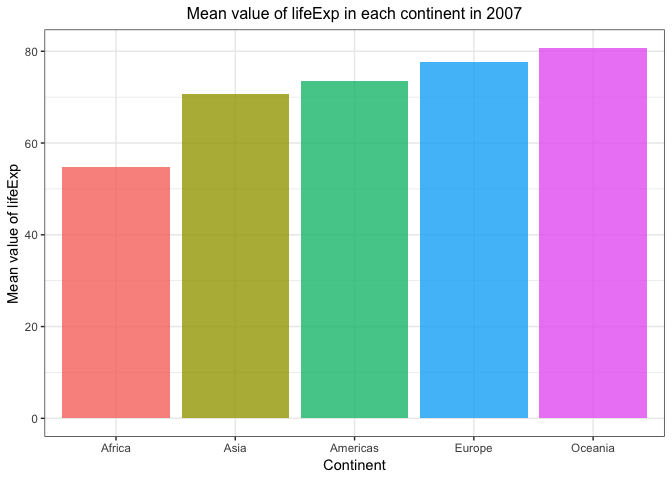 Mean value of lifeExp in each continent in 2007
Mean value of lifeExp
80
60
40
20
0
Africa Asia Americas Europe Oceania
Continent